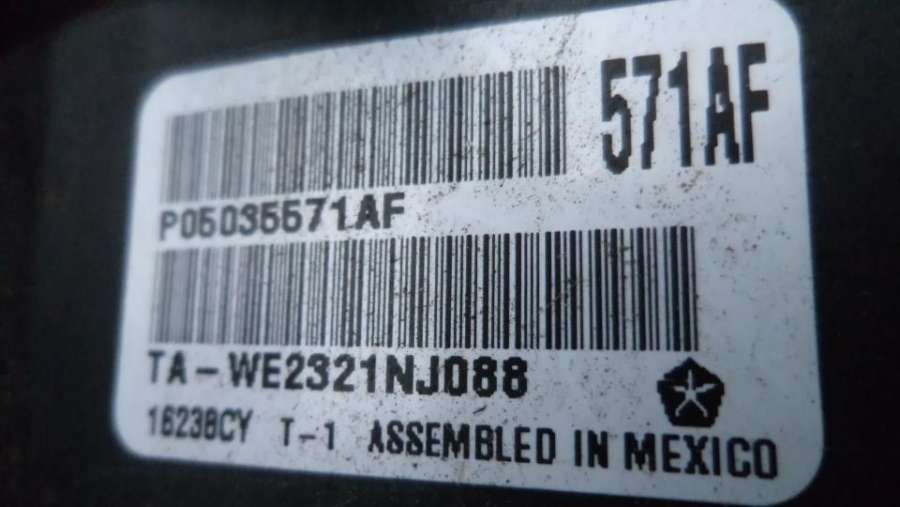 571AF
P05035571AF
TA-WE2321NJ088
16238CY T-1 ASSEMBLED IN MEXICO